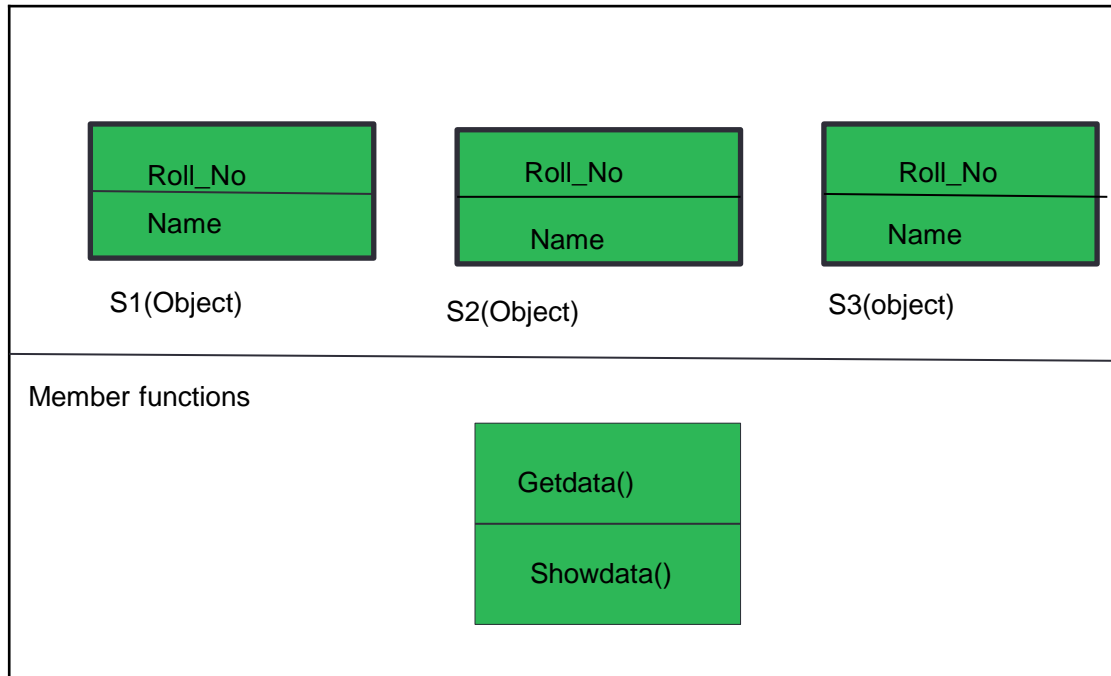 Roll_No
Name
S1(Object)
Roll_No
Name
S2(Object)
Roll_No
Name
S3(object)
Member functions
Getdata()
Showdata()